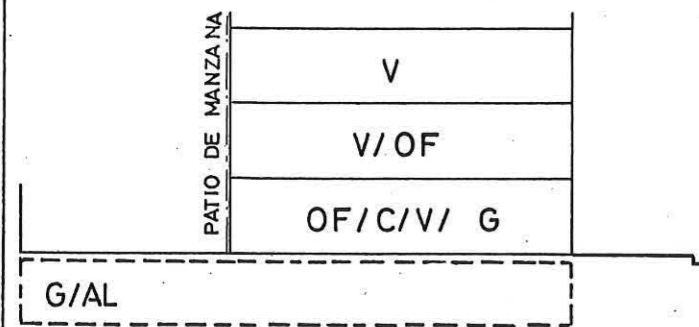 PATIO DE MANZANA
V
V/OF
OF/C/V/ G
G/AL